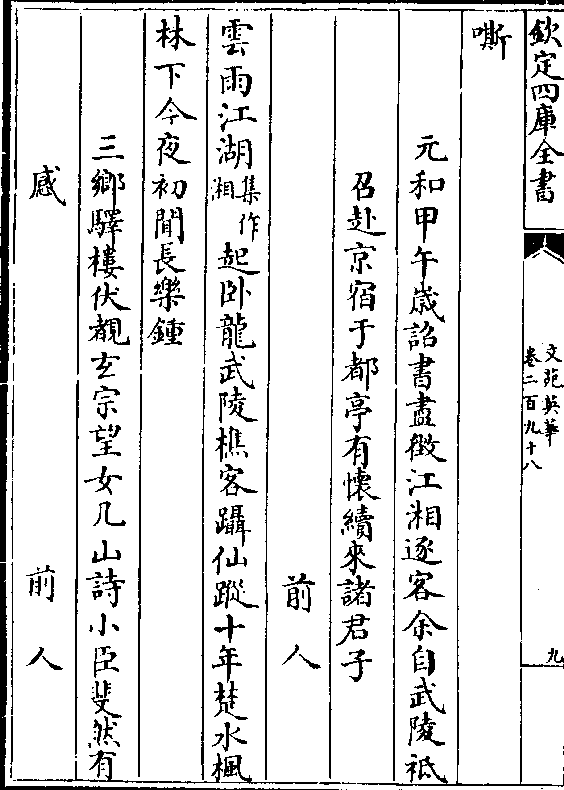 欽定四庫全書
文苑英華
卷二百九十八
九
嘶
元和甲午歲詔書盡徵江湘逐客余自武陵袛
召赴京宿于都亭有懷續來諸君子
前人
雲雨江湖集作湘起卧龍武陵樵客躡仙蹤十年楚水楓
林下今夜初聞長樂鍾
三鄉驛樓伏覩玄宗望女几山詩小臣斐然有
感
前人